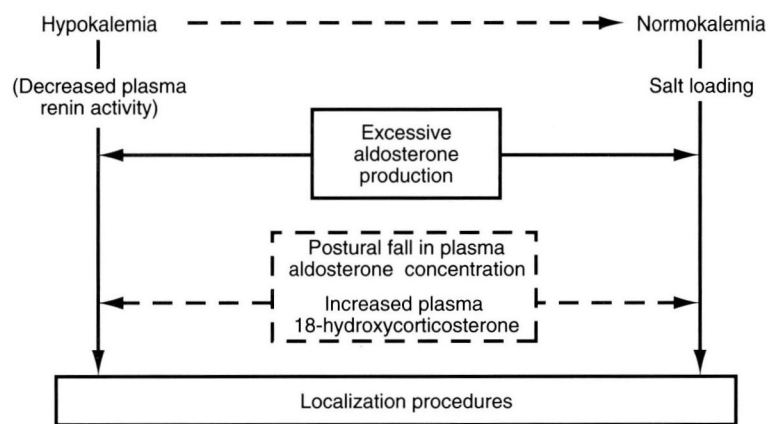 Hypokalemia
Normokalemia
(Decreased plasma
renin activity)
Salt loading
Excessive
aldosterone
production
Postural fall in plasma
aldosterone concentration
Increased plasma
18-hydroxycorticosterone
Localization procedures